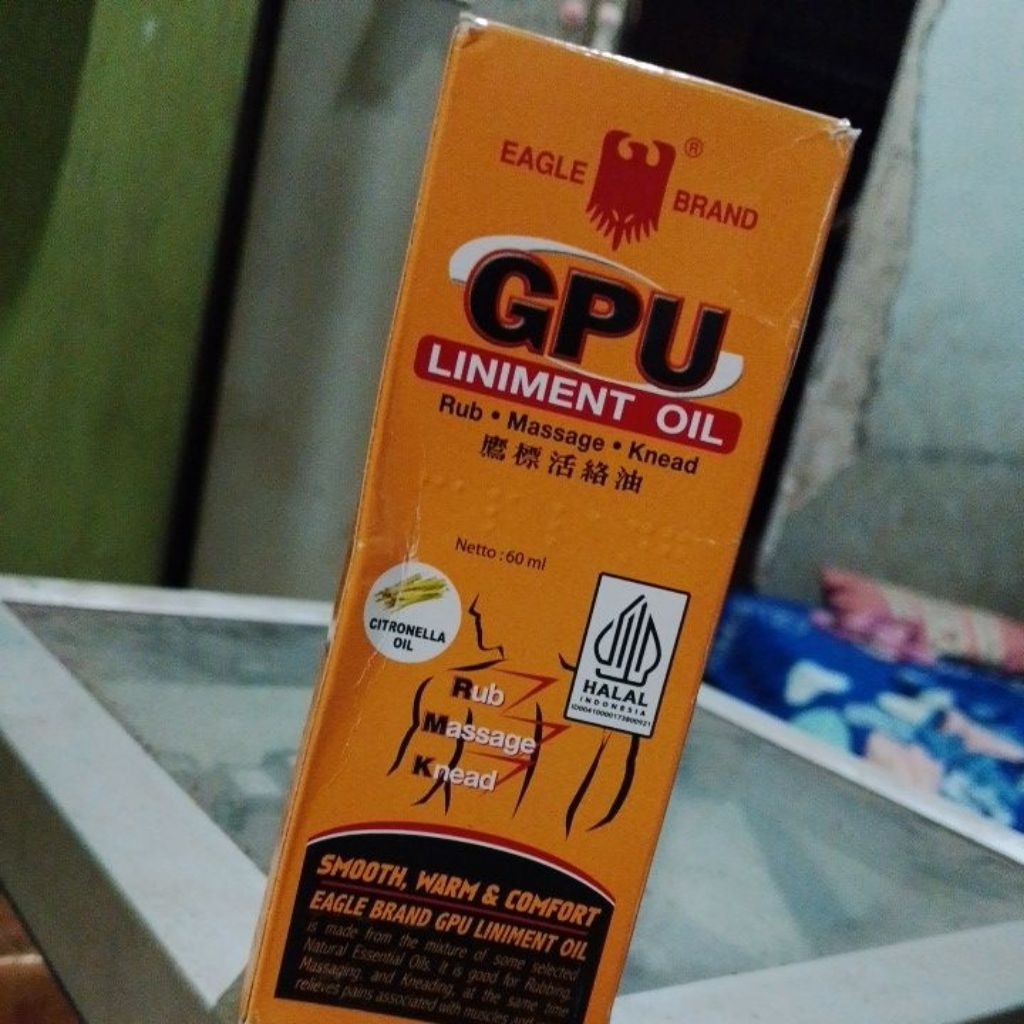 EAGLE BRAND ®
GPU
LINIMENT OIL
Rub • Massage • Knead
鷹標活絡油
Netto : 60 ml
CITRONELLA
OIL
HALAL
INDONESIA
ID00410000173800921
Rub
Massage
Knead
SMOOTH, WARM & COMFORT
EAGLE BRAND GPU LINIMENT OIL
is made from the mixture of some selected
Natural Essential Oils. It is good for Rubbing,
Massaging, and Kneading, at the same time
relieves pains associated with muscles and